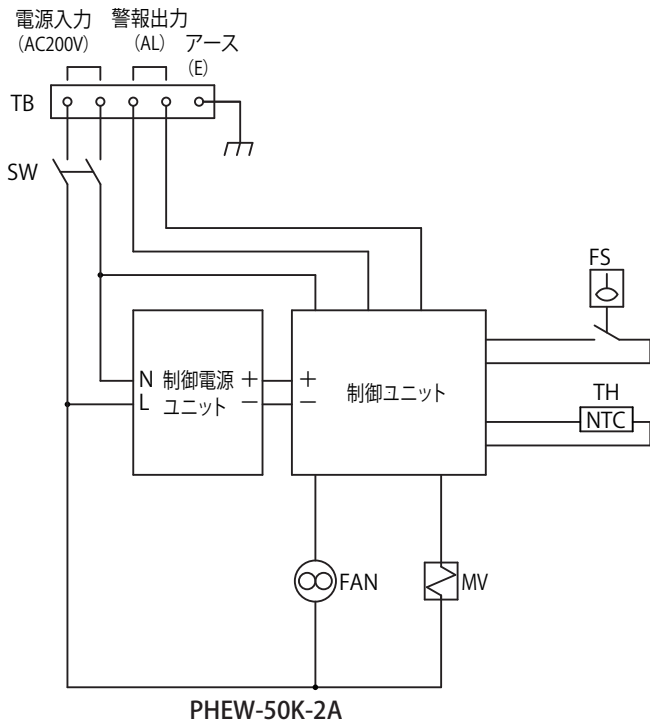 電源入力
(AC200V)
警報出力
(AL)
アース
(E)
TB
SW
FS
N 制御電源 +
L ユニット −
+
−
制御ユニット
TH
NTC
FAN
MV
PHEW-50K-2A